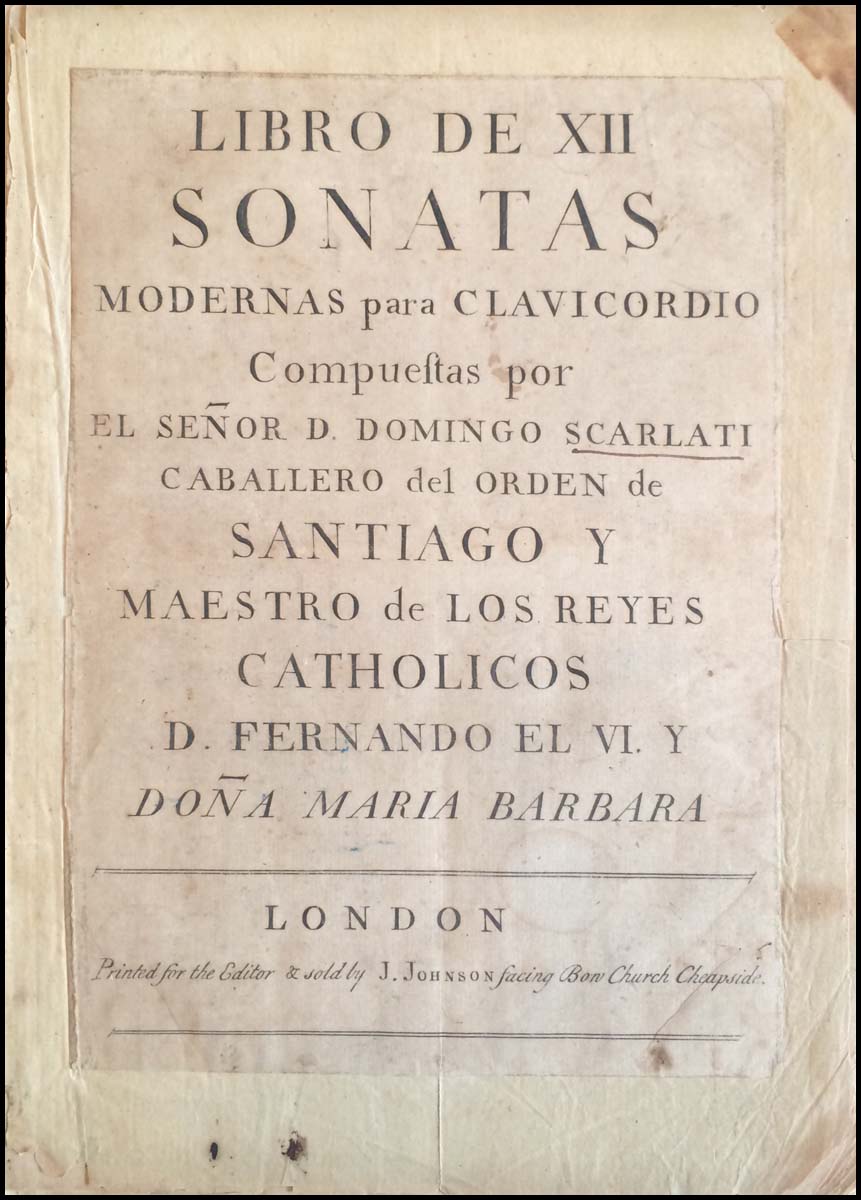 LIBRO DE XII
SONATAS
MODERNAS para CLAVICORDIO
Compueſtas por
EL SEÑOR D. DOMINGO SCARLATI
CABALLERO del ORDEN de
SANTIAGO Y
MAESTRO de LOS REYES
CATHOLICOS
D. FERNANDO EL VI. Y
DOÑA MARIA BARBARA
LONDON
Printed for the Editor & sold by J. JOHNSON facing Bow Church Cheapside.